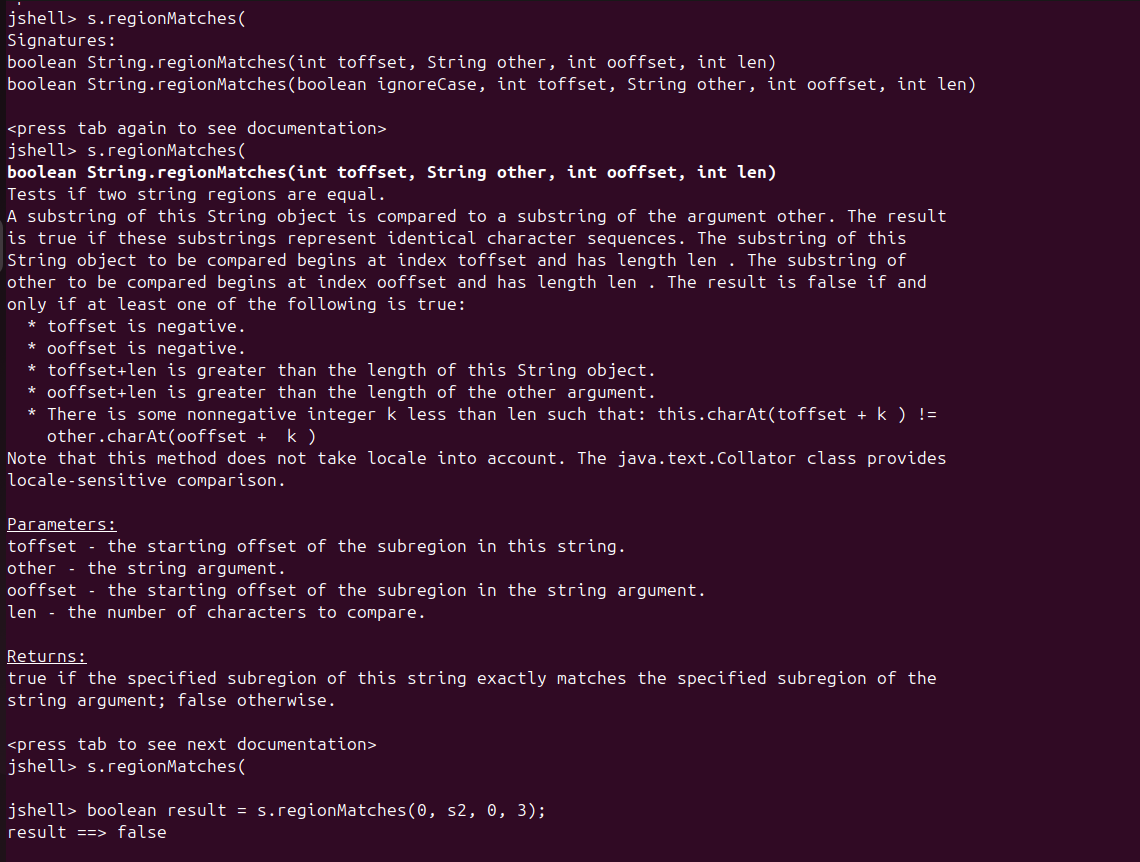 jshell> s.regionMatches(
Signatures:
boolean String.regionMatches(int toffset, String other, int ooffset, int len)
boolean String.regionMatches(boolean ignoreCase, int toffset, String other, int ooffset, int len)
<press tab again to see documentation>
jshell> s.regionMatches(
boolean String.regionMatches(int toffset, String other, int ooffset, int len)
Tests if two string regions are equal.
A substring of this String object is compared to a substring of the argument other. The result
is true if these substrings represent identical character sequences. The substring of this
String object to be compared begins at index toffset and has length len . The substring of
other to be compared begins at index ooffset and has length len . The result is false if and
only if at least one of the following is true:
* toffset is negative.
* ooffset is negative.
* toffset+len is greater than the length of this String object.
* ooffset+len is greater than the length of the other argument.
* There is some nonnegative integer k less than len such that: this.charAt(toffset + k ) !=
other.charAt(ooffset +  k )
Note that this method does not take locale into account. The java.text.Collator class provides
locale-sensitive comparison.
Parameters:
toffset - the starting offset of the subregion in this string.
other - the string argument.
ooffset - the starting offset of the subregion in the string argument.
len - the number of characters to compare.
Returns:
true if the specified subregion of this string exactly matches the specified subregion of the
string argument; false otherwise.
<press tab to see next documentation>
jshell> s.regionMatches(
jshell> boolean result = s.regionMatches(0, s2, 0, 3);
result ==> false